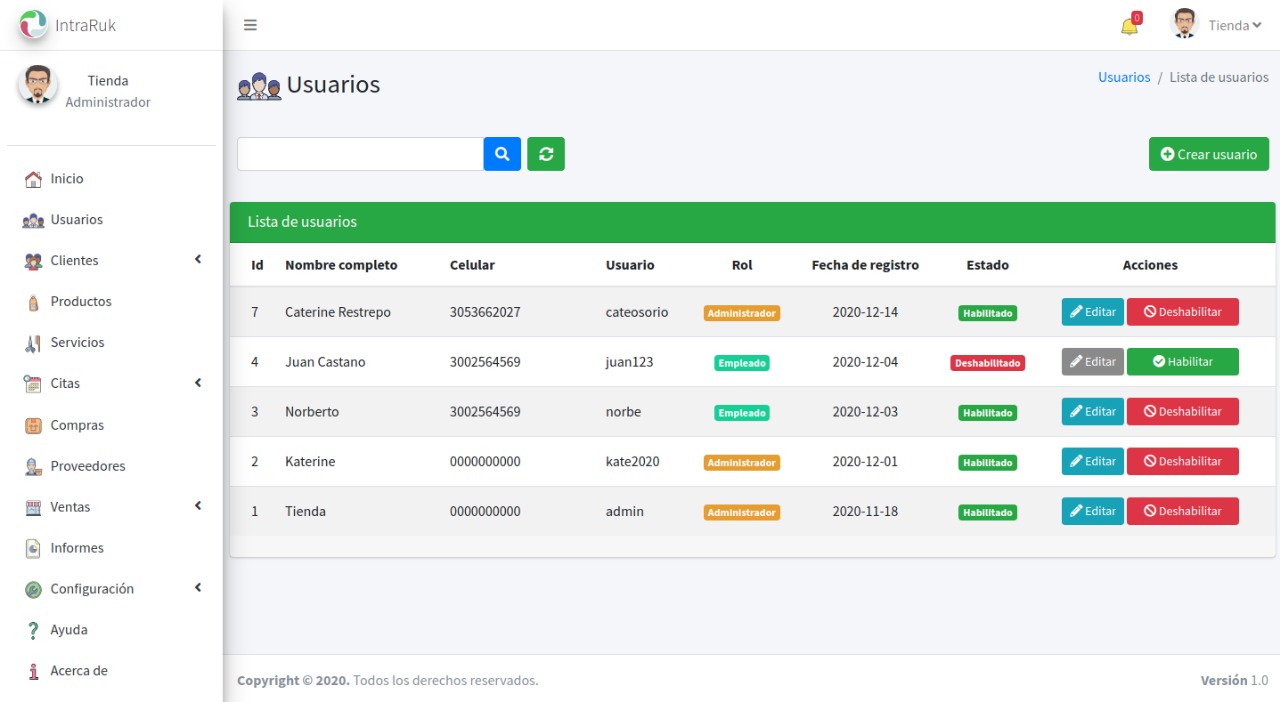 IntraRuk
0
Tienda
Tienda
Administrador
Inicio
Usuarios
Clientes
Productos
Servicios
Citas
Compras
Proveedores
Ventas
Informes
Configuración
Ayuda
Acerca de
Usuarios
Usuarios / Lista de usuarios
Crear usuario
Lista de usuarios
Id Nombre completo Celular Usuario Rol Fecha de registro Estado Acciones
7 Caterine Restrepo 3053662027 cateosorio Administrador 2020-12-14 Habilitado Editar Deshabilitar
4 Juan Castano 3002564569 juan123 Empleado 2020-12-04 Deshabilitado Editar Habilitar
3 Norberto 3002564569 norbe Empleado 2020-12-03 Habilitado Editar Deshabilitar
2 Katerine 0000000000 kate2020 Administrador 2020-12-01 Habilitado Editar Deshabilitar
1 Tienda 0000000000 admin Administrador 2020-11-18 Habilitado Editar Deshabilitar
Copyright © 2020. Todos los derechos reservados.
Versión 1.0